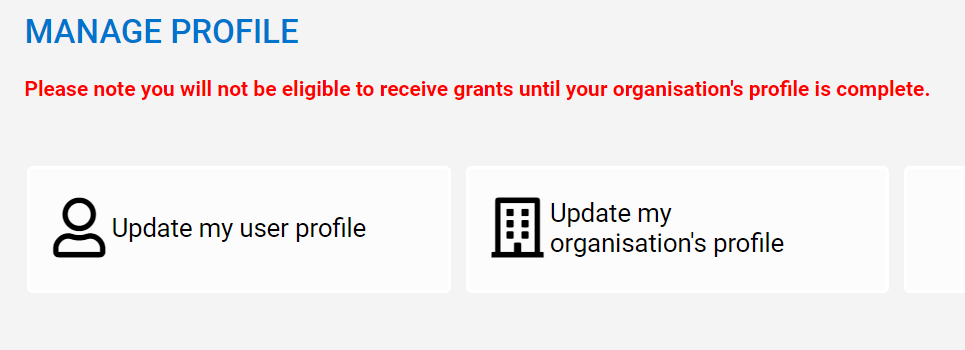 MANAGE PROFILE
Please note you will not be eligible to receive grants until your organisation's profile is complete.
Update my user profile
Update my
organisation's profile